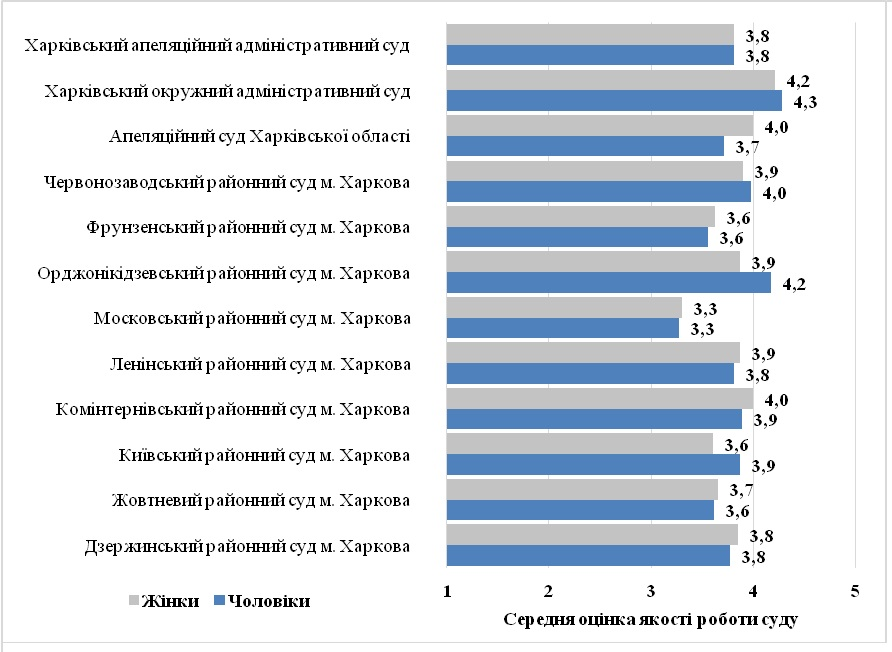 Харківський апеляційний адміністративний суд
3,8
3,8
Харківський окружний адміністративний суд
4,2
4,3
Апеляційний суд Харківської області
4,0
3,7
Червонозаводський районний суд м. Харкова
3,9
4,0
Фрунзенський районний суд м. Харкова
3,6
3,6
Орджонікідзевський районний суд м. Харкова
3,9
4,2
Московський районний суд м. Харкова
3,3
3,3
Ленінський районний суд м. Харкова
3,9
3,8
Комінтернівський районний суд м. Харкова
4,0
3,9
Київський районний суд м. Харкова
3,6
3,9
Жовтневий районний суд м. Харкова
3,7
3,6
Дзержинський районний суд м. Харкова
3,8
3,8
1 2 3 4 5
Жінки Чоловіки
Середня оцінка якості роботи суду